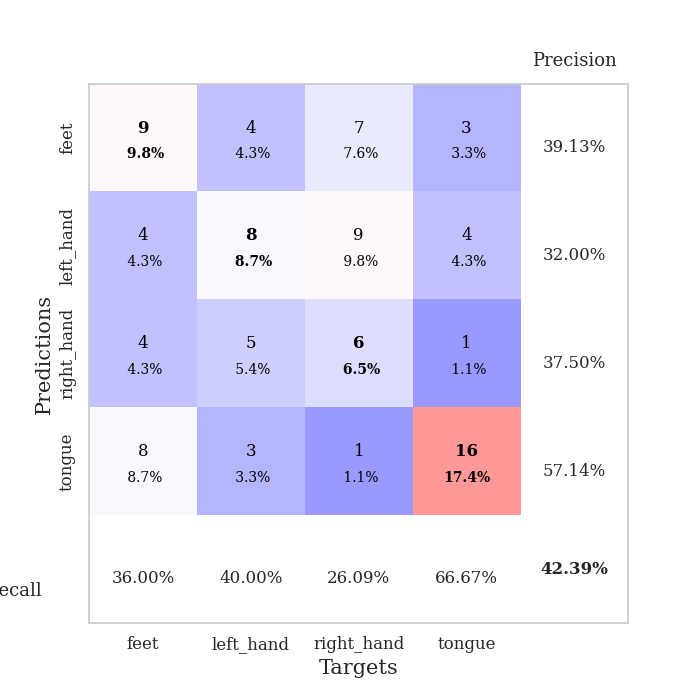 Precision
feet
9 4 7 3
9.8% 4.3% 7.6% 3.3%
39.13%
left_hand
4 8 9 4
4.3% 8.7% 9.8% 4.3%
32.00%
Predictions
right_hand
4 5 6 1
4.3% 5.4% 6.5% 1.1%
37.50%
tongue
8 3 1 16
8.7% 3.3% 1.1% 17.4%
57.14%
ecall
36.00% 40.00% 26.09% 66.67% 42.39%
feet left_hand right_hand tongue
Targets